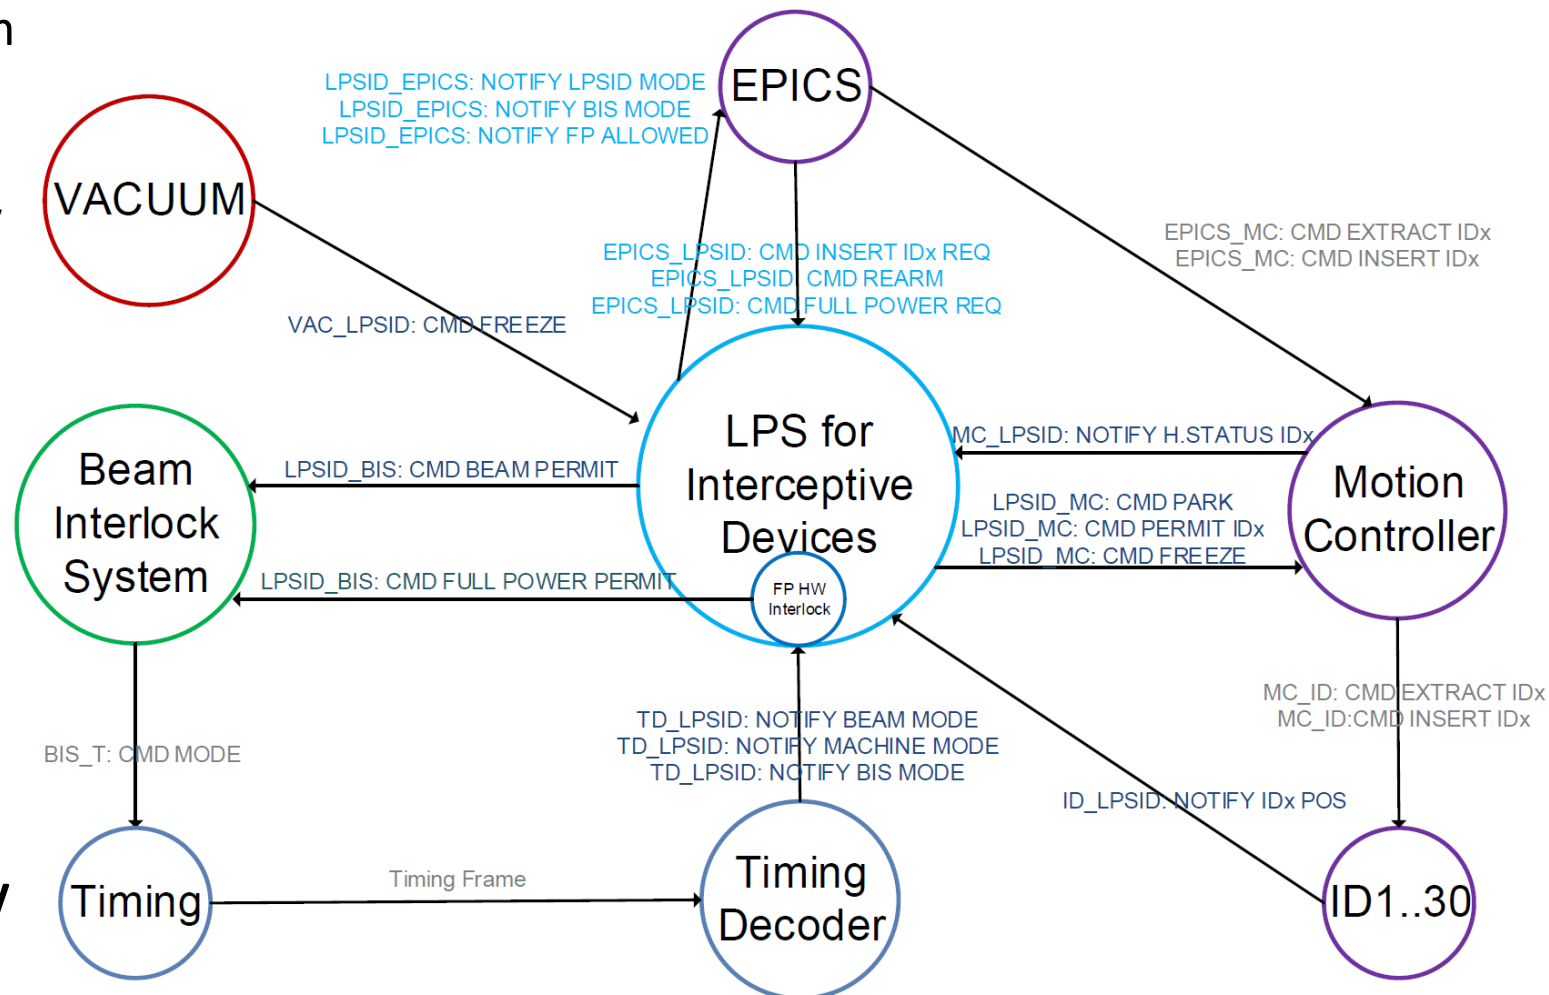 n
EPICS
LPSID_EPICS: NOTIFY LPSID MODE
LPSID_EPICS: NOTIFY BIS MODE
LPSID_EPICS: NOTIFY FP ALLOWED
VACUUM
EPICS_MC: CMD EXTRACT IDx
EPICS_MC: CMD INSERT IDx
EPICS_LPSID: CMD INSERT IDx REQ
EPICS_LPSID: CMD REARM
EPICS_LPSID: CMD FULL POWER REQ
VAC_LPSID: CMD FREEZE
LPS for
Interceptive
Devices
MC_LPSID: NOTIFY H.STATUS IDx
Beam
Interlock
System
LPSID_BIS: CMD BEAM PERMIT
Motion
Controller
LPSID_MC: CMD PARK
LPSID_MC: CMD PERMIT IDx
LPSID_MC: CMD FREEZE
LPSID_BIS: CMD FULL POWER PERMIT
FP HW
Interlock
MC_ID: CMD EXTRACT IDx
MC_ID:CMD INSERT IDx
TD_LPSID: NOTIFY BEAM MODE
TD_LPSID: NOTIFY MACHINE MODE
TD_LPSID: NOTIFY BIS MODE
BIS_T: CMD MODE
ID_LPSID: NOTIFY IDx POS
Timing
Timing Frame
Timing
Decoder
ID1..30